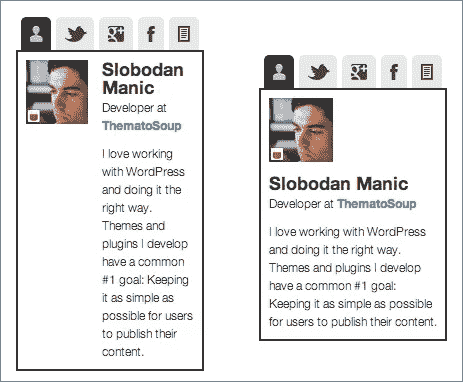 Slobodan
Manic
Developer at
ThematoSoup
I love working
with WordPress
and doing it the
right way.
Themes and
plugins I develop
have a common
#1 goal: Keeping
it as simple as
possible for users
to publish their
content.
Slobodan Manic
Developer at ThematoSoup
I love working with WordPress
and doing it the right way.
Themes and plugins I develop
have a common #1 goal:
Keeping it as simple as possible
for users to publish their content.